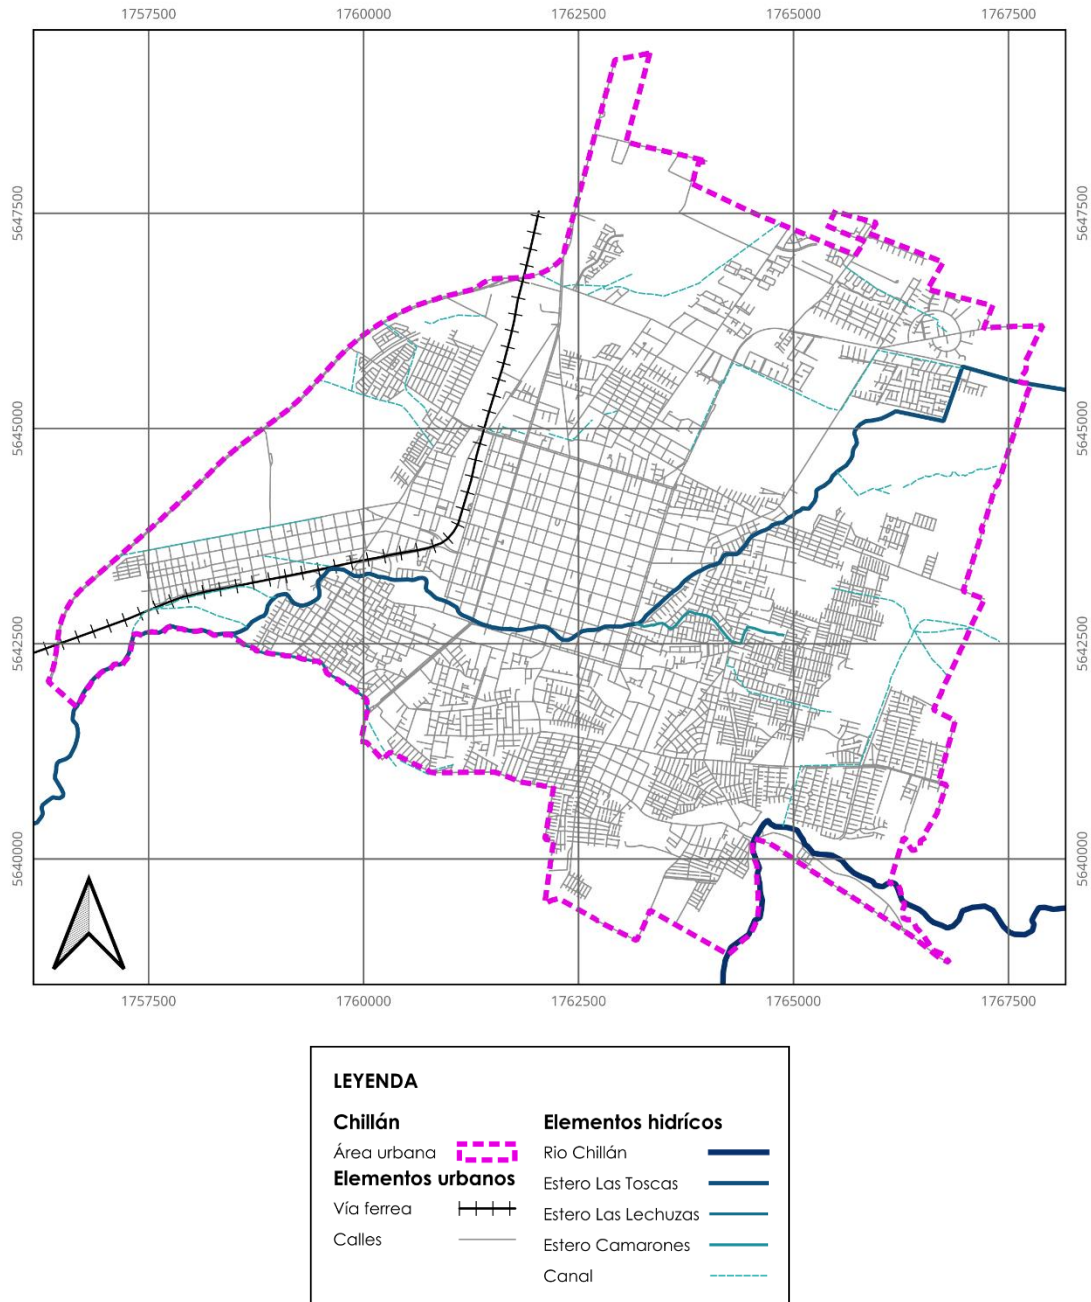 1757500 1760000 1762500 1765000 1767500
5647500 5647500
5645000 5645000
5642500 5642500
5640000 5640000
1757500 1760000 1762500 1765000 1767500
LEYENDA
Chillán
Área urbana
Elementos urbanos
Vía ferrea
Calles
Elementos hidrícos
Rio Chillán
Estero Las Toscas
Estero Las Lechuzas
Estero Camarones
Canal